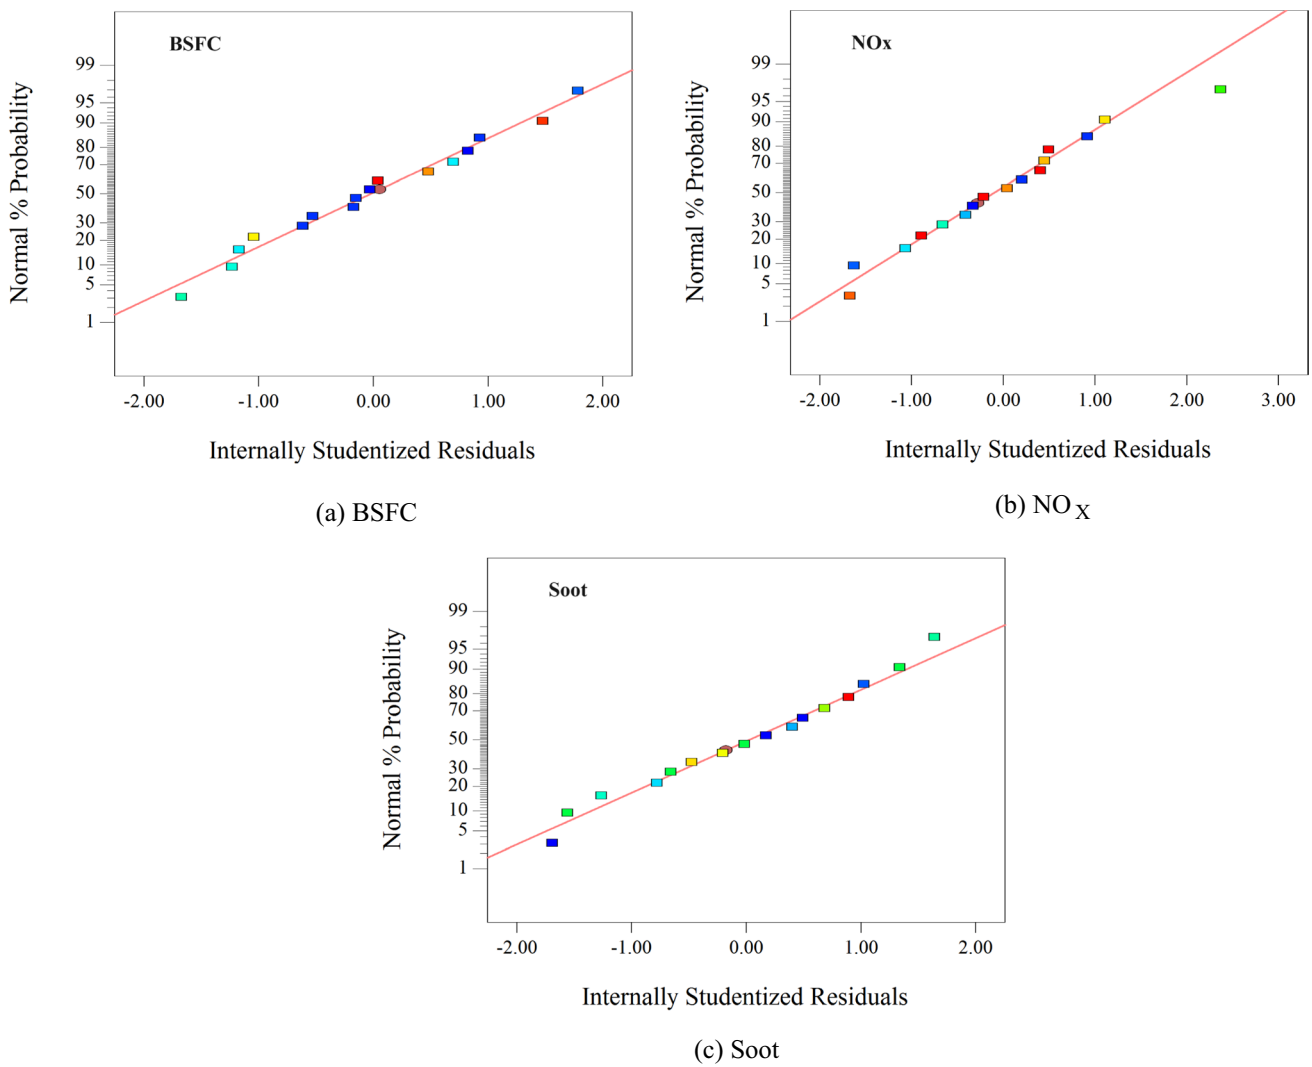 BSFC
Normal % Probability
99
95
90
80
70
50
30
20
10
5
1
-2.00 -1.00 0.00 1.00 2.00
Internally Studentized Residuals
(a) BSFC
NOx
Normal % Probability
99
95
90
80
70
50
30
20
10
5
1
-2.00 -1.00 0.00 1.00 2.00 3.00
Internally Studentized Residuals
(b) NO X
Soot
Normal % Probability
99
95
90
80
70
50
30
20
10
5
1
-2.00 -1.00 0.00 1.00 2.00
Internally Studentized Residuals
(c) Soot